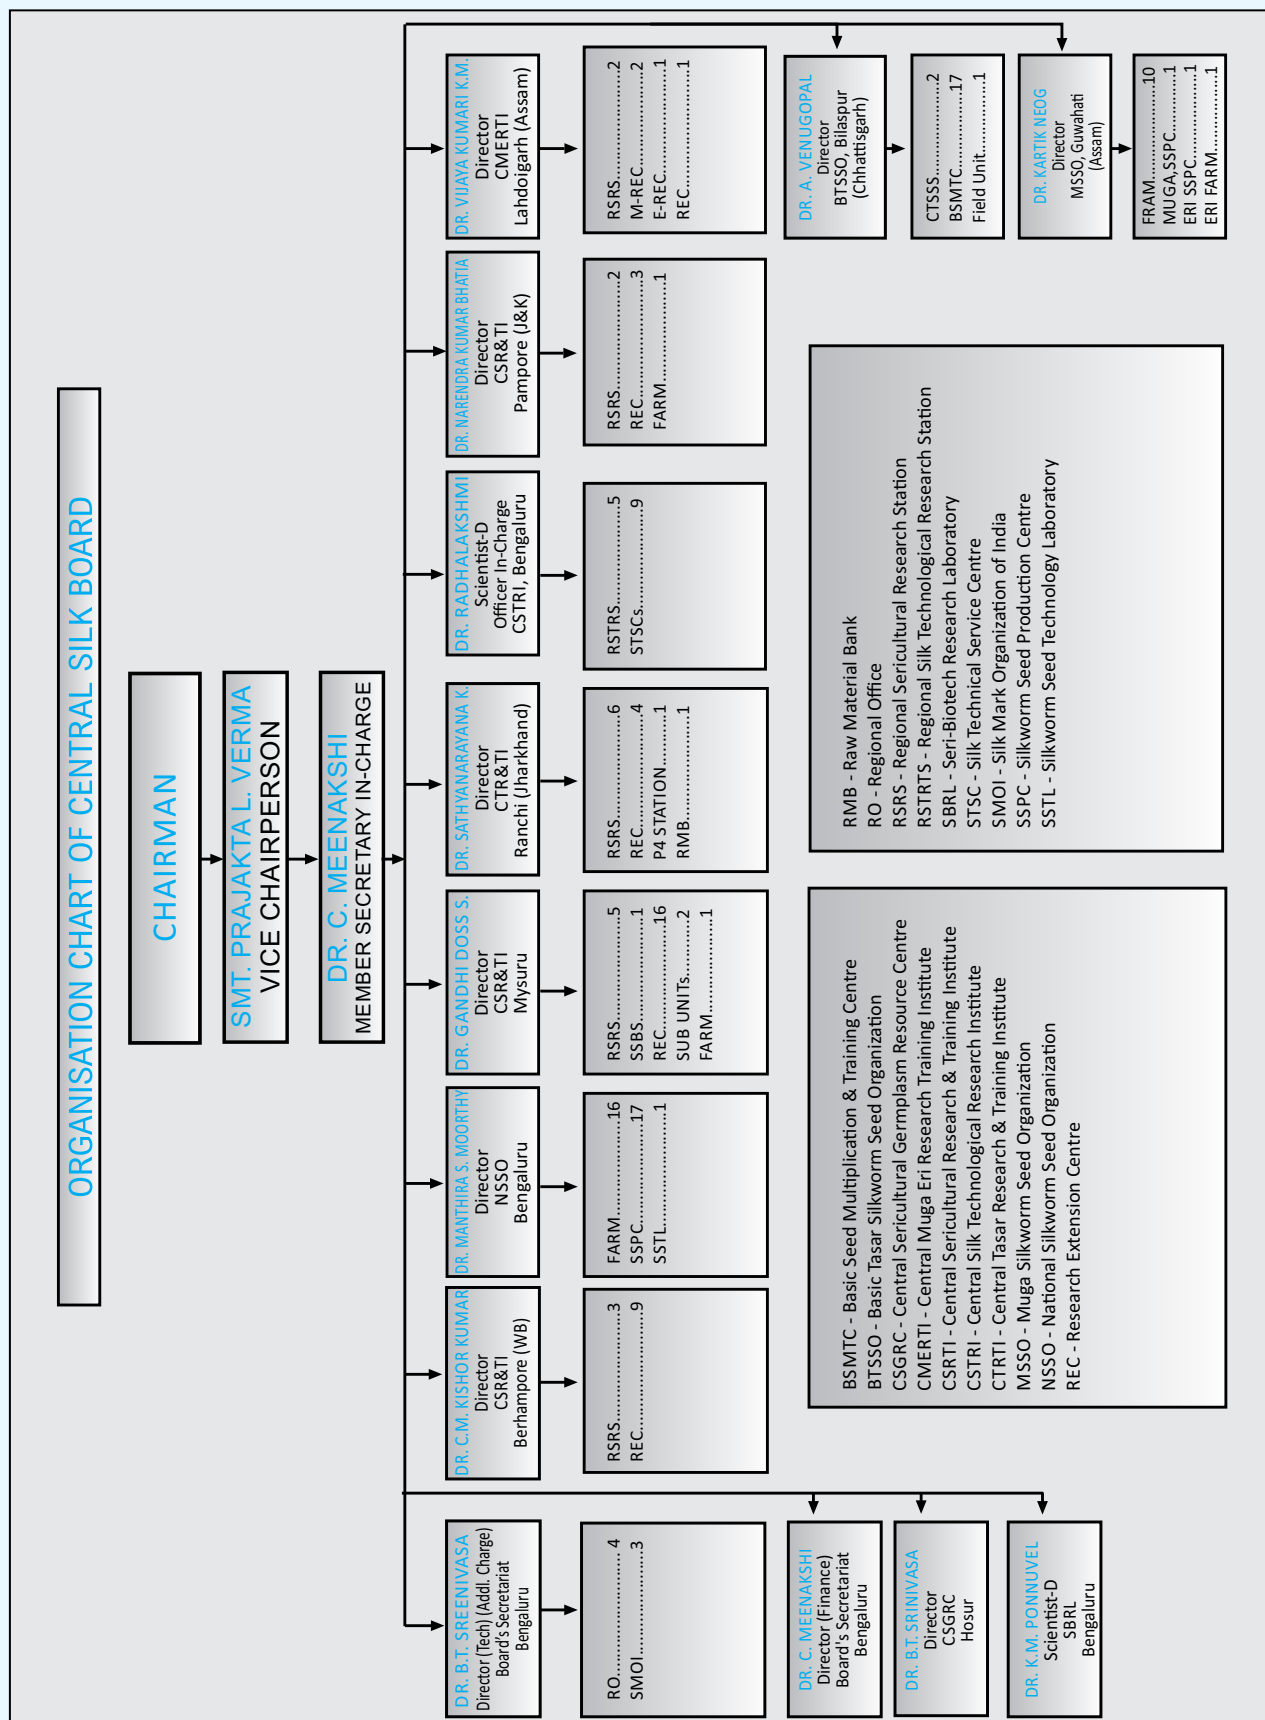 ORGANISATION CHART OF CENTRAL SILK BOARD
CHAIRMAN
SMT. PRAJAKTA L. VERMA
VICE CHAIRPERSON
DR. C. MEENAKSHI
MEMBER SECRETARY IN-CHARGE
DR. B.T. SREENIVASA
Director (Tech) (Addl. Charge)
Board's Secretariat
Bengaluru
RO.................... 4
SMOI....................3
DR. C. MEENAKSHI
Director (Finance)
Board's Secretariat
Bengaluru
DR. B.T. SRINIVASA
Director
CSGRC
Hosur
DR. K.M. PONNUVEL
Scientist-D
SBRL
Bengaluru
DR. C.M. KISHOR KUMAR
Director
CSR&TI
Berhampore (WB)
RSRS....................3
REC....................9
DR. MANTHIRA S. MOORTHY
Director
NSSO
Bengaluru
FARM....................16
SSPC....................17
SSTL....................1
DR. GANDHI DOSS S.
Director
CSR&TI
Mysuru
RSRS....................5
SSBS....................1
REC....................16
SUB UNITs............2
FARM....................1
DR. SATHYANARAYANA K.
Director
CTR&TI
Ranchi (Jharkhand)
RSRS....................6
REC....................4
P4 STATION.........1
RMB....................1
DR. RADHALAKSHMI
Scientist-D
Officer In-Charge
CSTRI, Bengaluru
RSTRS....................5
STSCs....................9
DR. NARENDRA KUMAR BHATIA
Director
CSR&TI
Pampore (J&K)
RSRS....................2
REC....................3
FARM....................1
DR. VIJAYA KUMARI K.M.
Director
CMERTI
Lahdoigarh (Assam)
RSRS....................2
M-REC...............2
E-REC...............1
REC....................1
DR. A. VENUGOPAL
Director
BTSSO, Bilaspur
(Chhattisgarh)
CTSSS....................2
BSMTC..............17
Field Unit..............1
DR. KARTIK NEOG
Director
MSSO, Guwahati
(Assam)
FRAM....................10
MUGA,SSPC...........1
ERI SSPC..............1
ERI FARM..............1
BSMTC - Basic Seed Multiplication & Training Centre
BTSSO - Basic Tasar Silkworm Seed Organization
CSGRC - Central Sericultural Germplasm Resource Centre
CMERTI - Central Muga Eri Research Training Institute
CSRTI - Central Sericultural Research & Training Institute
CSTRI - Central Silk Technological Research Institute
CTRTI - Central Tasar Research & Training Institute
MSSO - Muga Silkworm Seed Organization
NSSO - National Silkworm Seed Organization
REC - Research Extension Centre
RMB - Raw Material Bank
RO - Regional Office
RSRS - Regional Sericultural Research Station
RSTRTS - Regional Silk Technological Research Station
SBRL - Seri-Biotech Research Laboratory
STSC - Silk Technical Service Centre
SMOI - Silk Mark Organization of India
SSPC - Silkworm Seed Production Centre
SSTL - Silkworm Seed Technology Laboratory